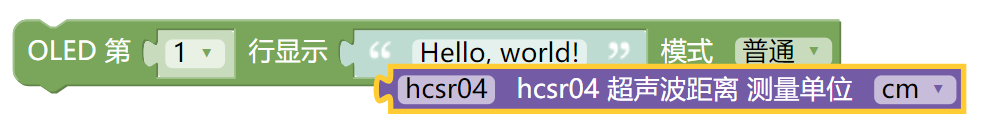 OLED 第 1 行显示 “ Hello, world! ” 模式 普通
hcsr04 hcsr04 超声波距离 测量单位 cm